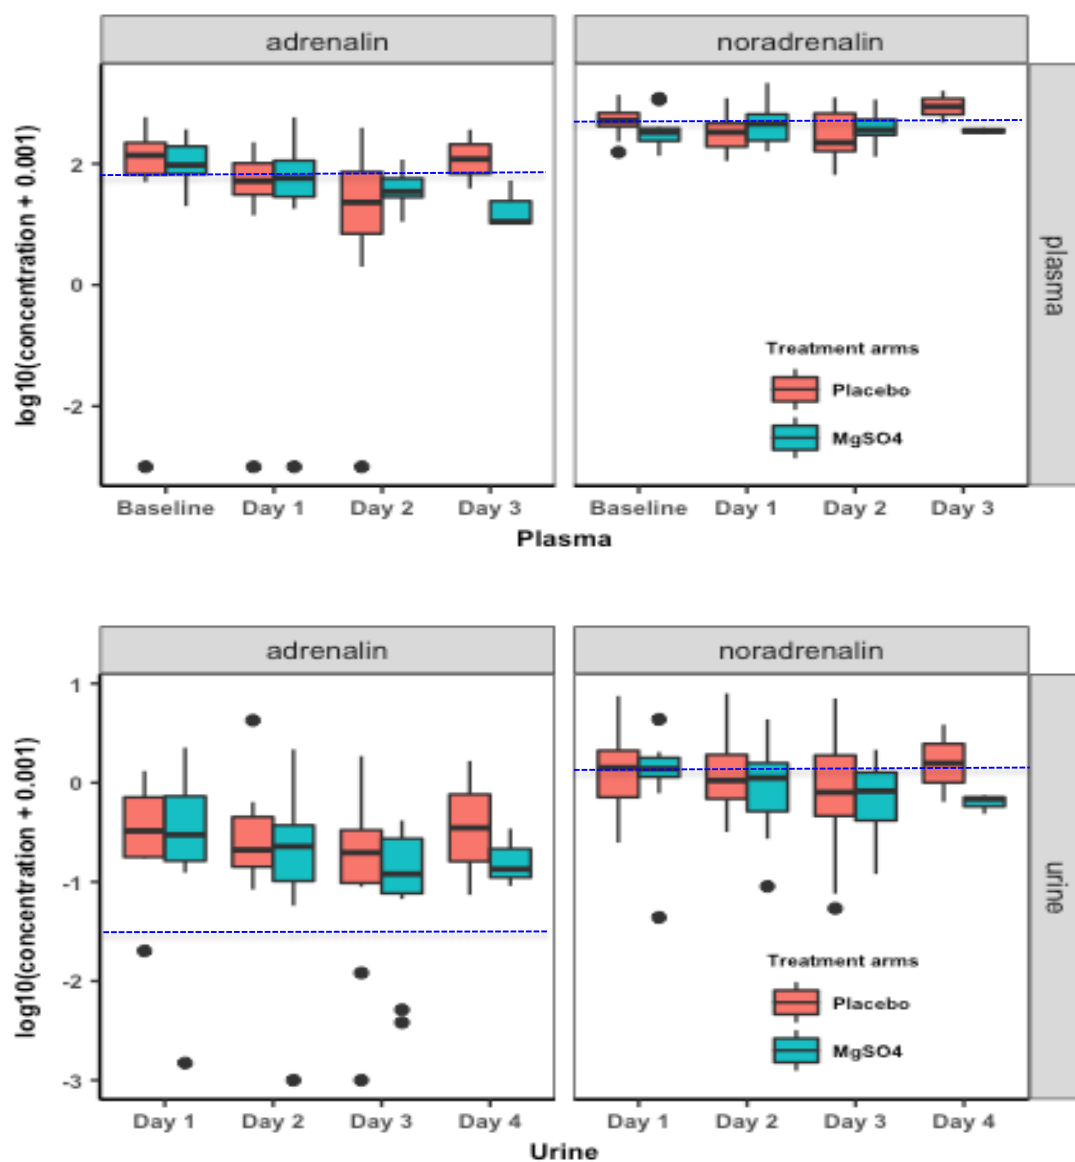 adrenalin noradrenalin
log10(concentration + 0.001)
2
0
-2
plasma
Treatment arms
Placebo
MgSO4
Baseline Day 1 Day 2 Day 3 Baseline Day 1 Day 2 Day 3
Plasma
adrenalin noradrenalin
log10(concentration + 0.001)
1
0
-1
-2
-3
urine
Treatment arms
Placebo
MgSO4
Day 1 Day 2 Day 3 Day 4 Day 1 Day 2 Day 3 Day 4
Urine